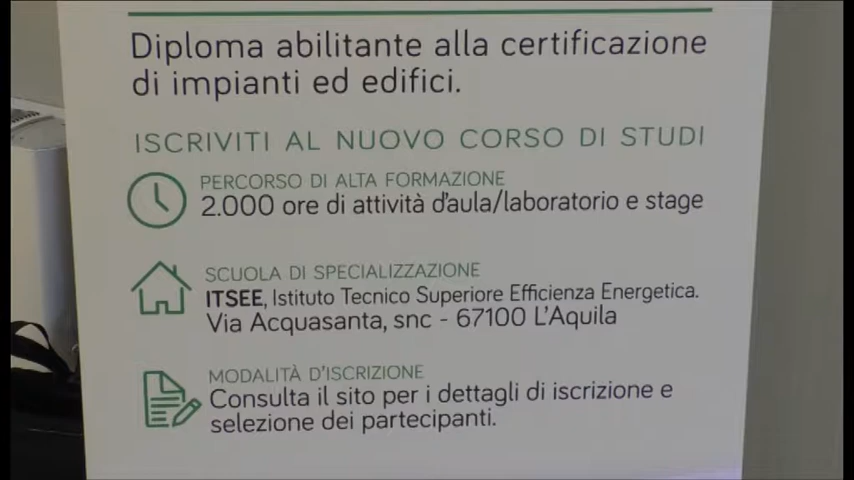 Diploma abilitante alla certificazione
di impianti ed edifici.
ISCRIVITI AL NUOVO CORSO DI STUDI
PERCORSO DI ALTA FORMAZIONE
2.000 ore di attività d'aula/laboratorio e stage
SCUOLA DI SPECIALIZZAZIONE
ITSEE, Istituto Tecnico Superiore Efficienza Energetica.
Via Acquasanta, snc - 67100 L'Aquila
MODALITÀ D'ISCRIZIONE
Consulta il sito per i dettagli di iscrizione e
selezione dei partecipanti.